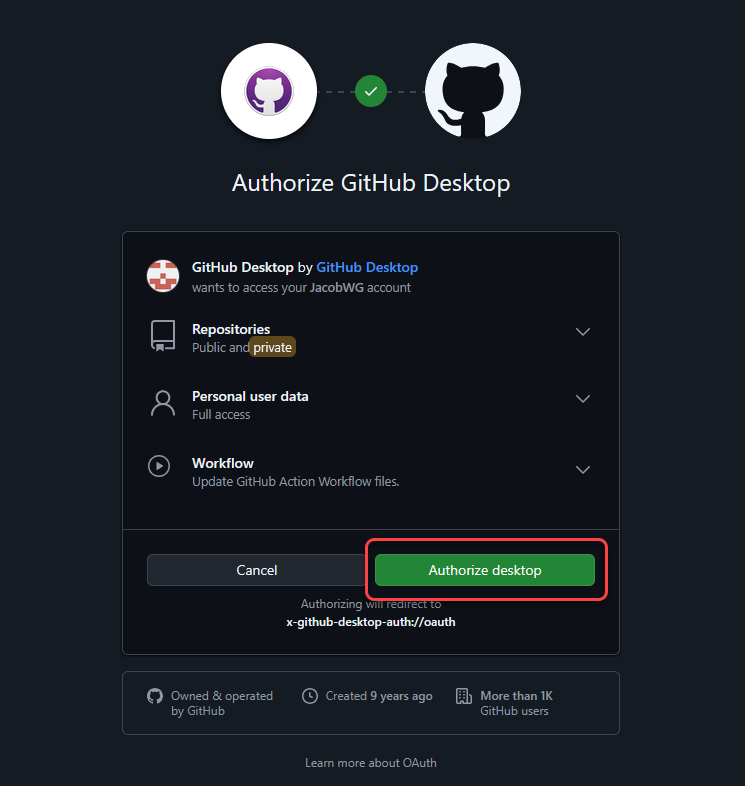 Authorize GitHub Desktop
GitHub Desktop by GitHub Desktop
wants to access your JacobWG account
Repositories
Public and private
Personal user data
Full access
Workflow
Update GitHub Action Workflow files.
Cancel
Authorize desktop
Authorizing will redirect to
x-github-desktop-auth://oauth
Owned & operated
by GitHub
Created 9 years ago
More than 1K
GitHub users
Learn more about OAuth